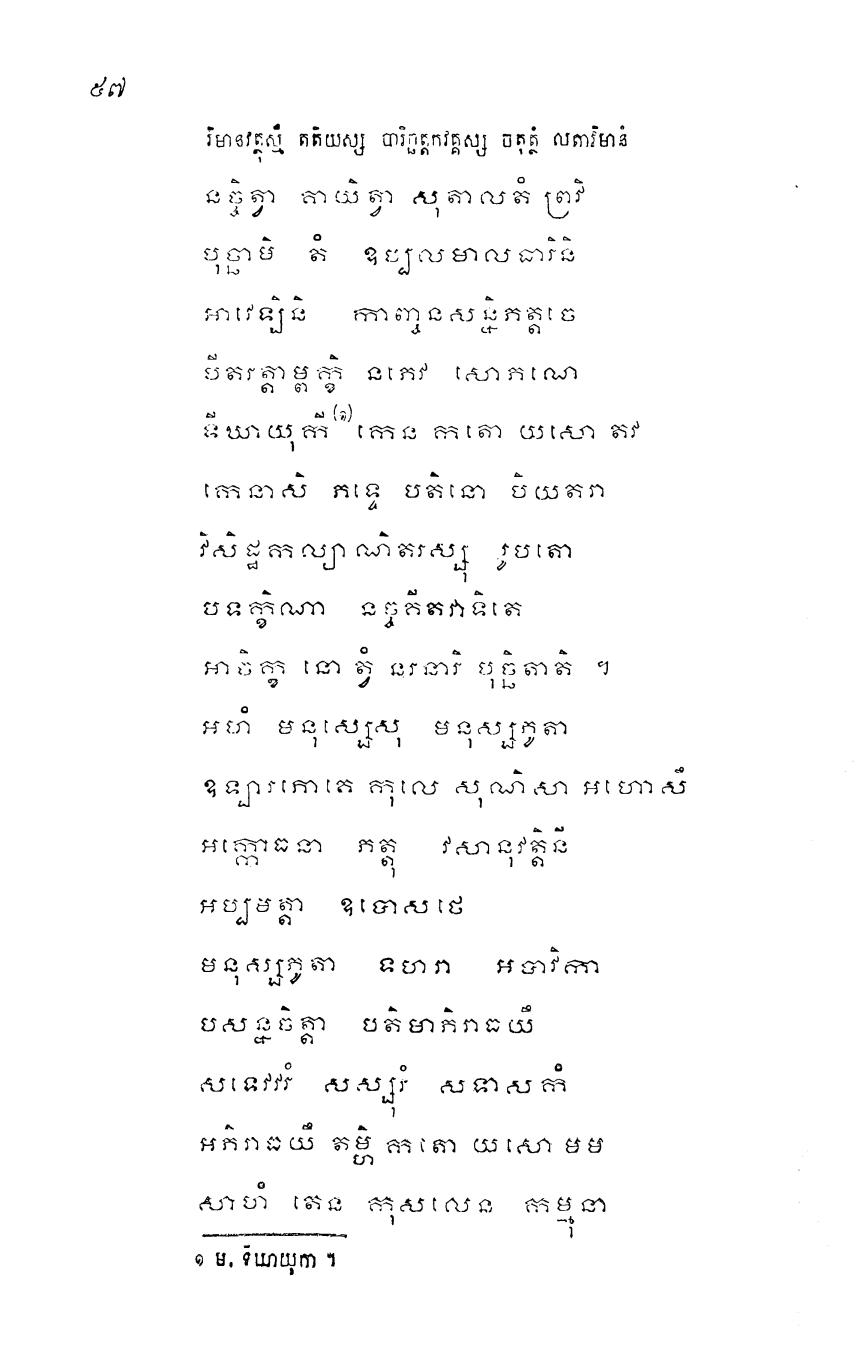 ៥៧
វិមានវត្ថុស្មឹ តតិយស្ស បារិច្ឆត្តកវគ្គស្ស ចតុត្ថំ លតាវិមានំ
នច្ចិត្វា គាយិត្វា សុតាលតំ ព្រវិ
បុច្ឆាមិ តំ ឧប្បលមាលធារិនិ
អាវេឡិនិ កាញ្ចនសន្និភត្តចេ
បីតរត្តាម្ពក្ខិ នភេវ សោភណេ
ទីឃាយុកី (១) កេន កតោ យសោ តវ
កេនាសិ ភទ្ទេ បតិនោ បិយតរា
វិសិដ្ឋកល្យាណិតរស្សុ រូបតោ
បទក្ខិណា នច្ចគីតវាទិតេ
អាចិក្ខ នោ ត្វំ នរនារិ បុច្ឆិតាតិ ។
អហំ មនុស្សេសុ មនុស្សភូតា
ឧឡារភោគេ កុលេ សុណិសា អហោសឹ
អក្កោធនា ភត្តុ វសានុវត្តិនី
អប្បមត្តា ឧបោសថេ
មនុស្សភូតា ទហរា អបាវិកា
បសន្នចិត្តា បតិមាភិរាធយឹ
សទេវវរំ សស្សុរំ សទាសកំ
អភិរាធយឹ តម្ហិ កតោ យសោ មម
សាហំ តេន កុសលេន កម្មុនា
១ ម. ទីឃាយុកា ។